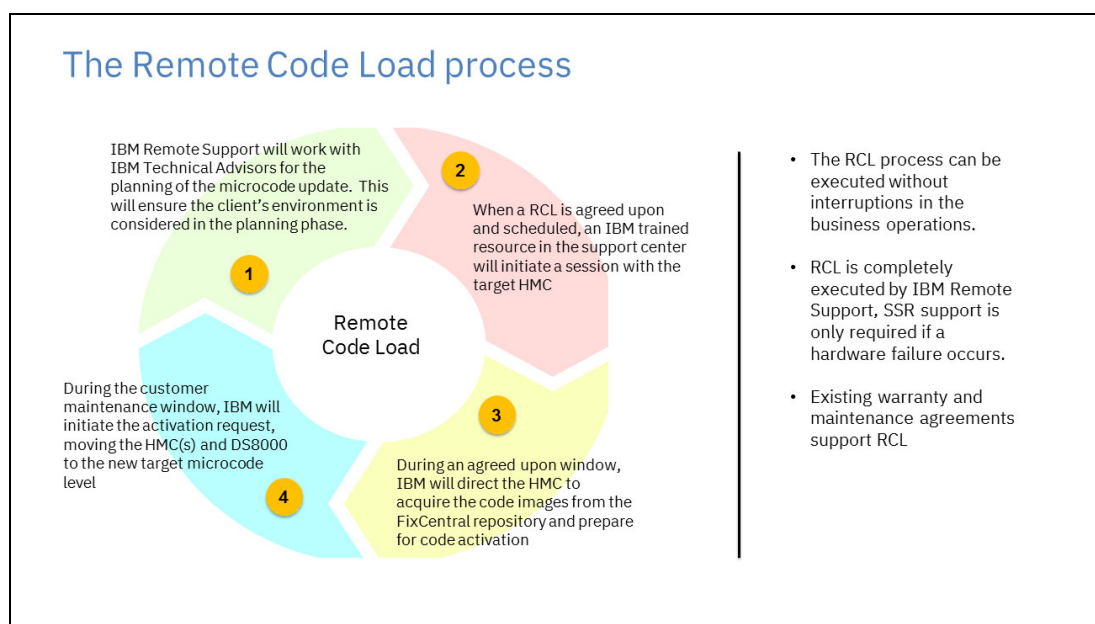 The Remote Code Load process
IBM Remote Support will work with
IBM Technical Advisors for the
planning of the microcode update.  This
will ensure the client's environment is
considered in the planning phase.
1
2
When a RCL is agreed upon
and scheduled, an IBM trained
resource in the support center
will initiate a session with the
target HMC
Remote
Code Load
3
During an agreed upon window,
IBM will direct the HMC to
acquire the code images from the
FixCentral repository and prepare
for code activation
During the customer
maintenance window, IBM will
initiate the activation request,
moving the HMC(s) and DS8000
to the new target microcode
level
4
• The RCL process can be
executed without
interruptions in the
business operations.
• RCL is completely
executed by IBM Remote
Support, SSR support is
only required if a
hardware failure occurs.
• Existing warranty and
maintenance agreements
support RCL